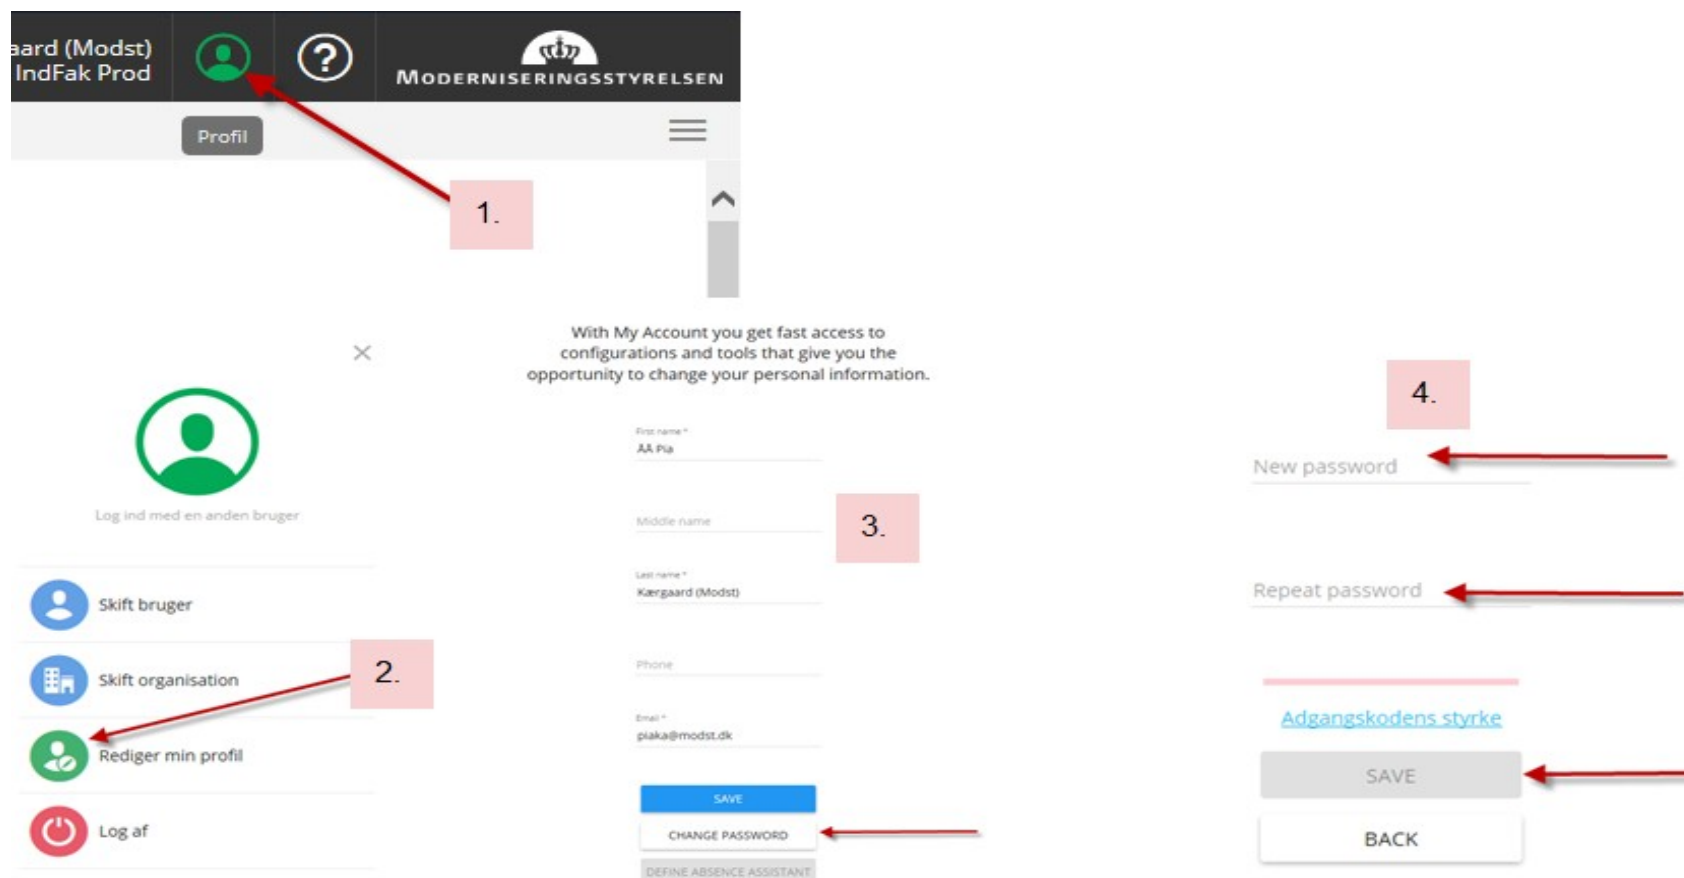 aard (Modst)
IndFak Prod
MODERNISERINGSSTYRELSEN
Profil
1.
Log ind med en anden bruger
Skift bruger
Skift organisation
2.
Rediger min profil
Log af
With My Account you get fast access to
configurations and tools that give you the
opportunity to change your personal information.
First name *
ÅÅ Pia
Middle name
3.
Last name *
Kærgaard (Modst)
Phone
Email *
piaka@modst.dk
SAVE
CHANGE PASSWORD
DEFINE ABSENCE ASSISTANT
4.
New password
Repeat password
Adgangskodens styrke
SAVE
BACK